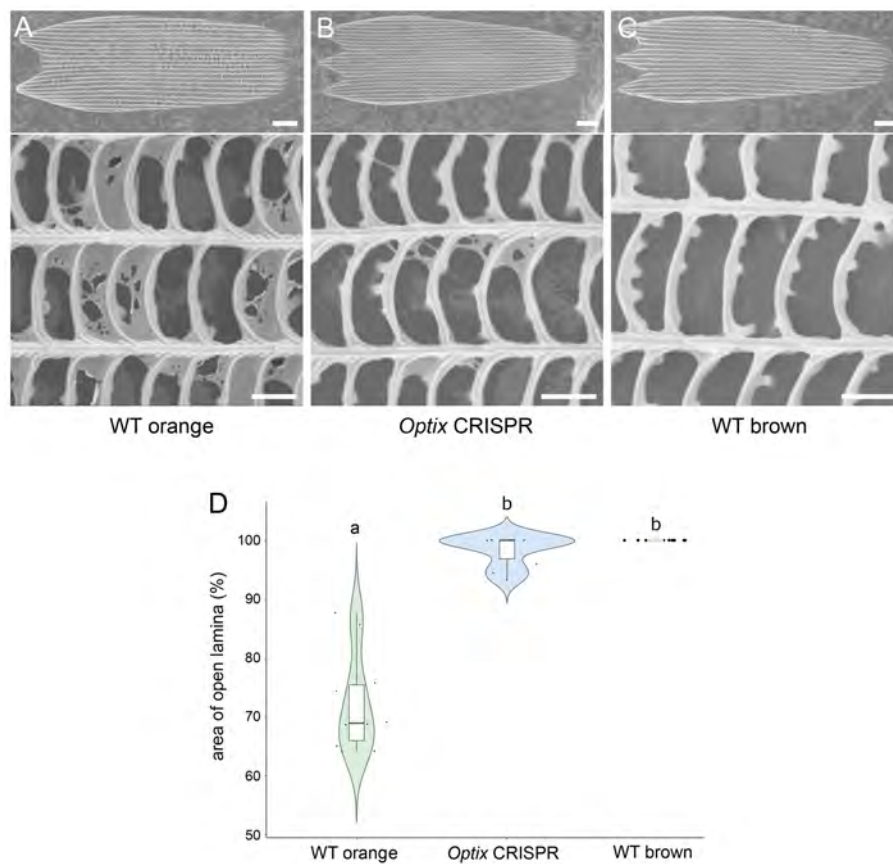 A
B
C
WT orange
Optix CRISPR
WT brown
D
area of open lamina (%)
100
90
80
70
60
50
a
b
b
WT orange
Optix CRISPR
WT brown